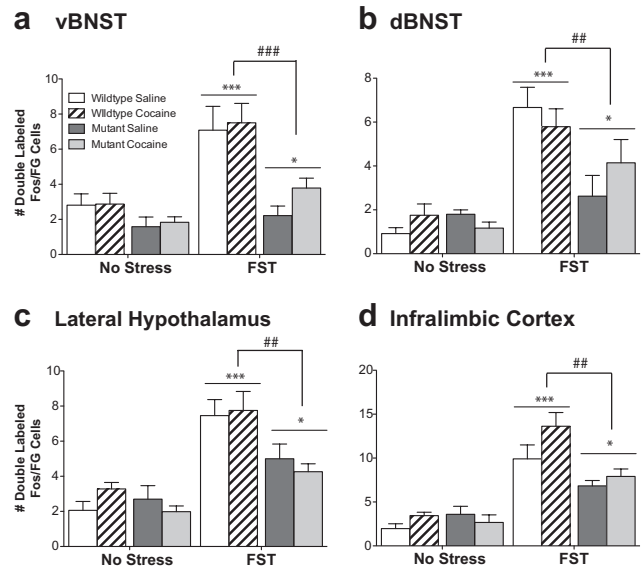 a vBNST
###
***
*
10
8
6
4
2
0
# Double Labeled
Fos/FG Cells
Wildtype Saline
WIldtype Cocaine
Mutant Saline
Mutant Cocaine
No Stress
FST
b dBNST
##
***
*
8
6
4
2
0
No Stress
FST
c Lateral Hypothalamus
##
***
*
10
8
6
4
2
0
# Double Labeled
Fos/FG Cells
No Stress
FST
d Infralimbic Cortex
##
***
*
20
15
10
5
0
No Stress
FST